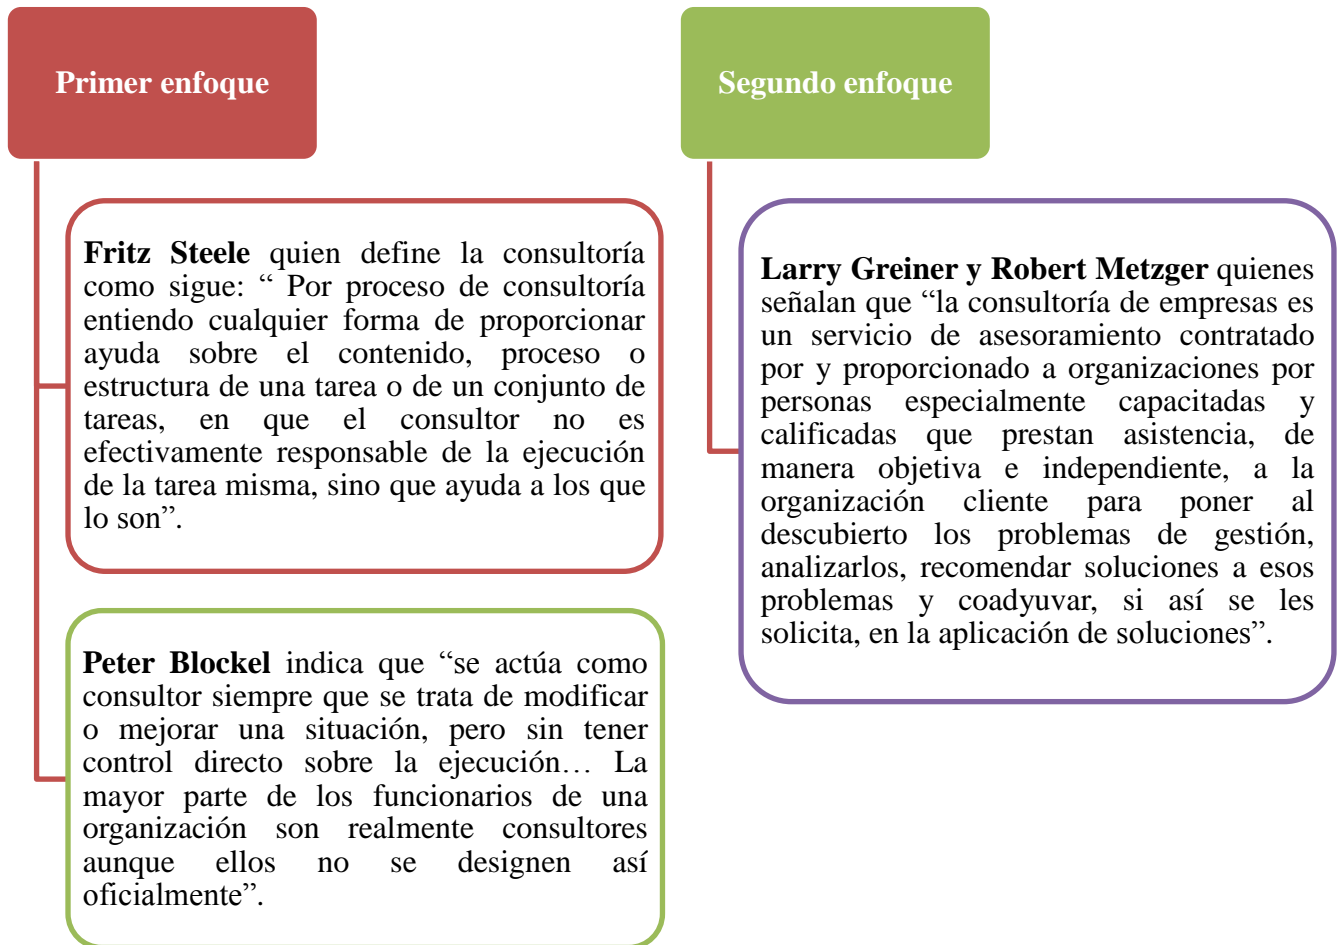 Primer enfoque
Fritz Steele quien define la consultoría
como sigue: “ Por proceso de consultoría
entiendo cualquier forma de proporcionar
ayuda sobre el contenido, proceso o
estructura de una tarea o de un conjunto de
tareas, en que el consultor no es
efectivamente responsable de la ejecución
de la tarea misma, sino que ayuda a los que
lo son”.
Peter Blockel indica que “se actúa como
consultor siempre que se trata de modificar
o mejorar una situación, pero sin tener
control directo sobre la ejecución… La
mayor parte de los funcionarios de una
organización son realmente consultores
aunque ellos no se designen así
oficialmente”.
Segundo enfoque
Larry Greiner y Robert Metzger quienes
señalan que “la consultoría de empresas es
un servicio de asesoramiento contratado
por y proporcionado a organizaciones por
personas especialmente capacitadas y
calificadas que prestan asistencia, de
manera objetiva e independiente, a la
organización cliente para poner al
descubierto los problemas de gestión,
analizarlos, recomendar soluciones a esos
problemas y coadyuvar, si así se les
solicita, en la aplicación de soluciones”.